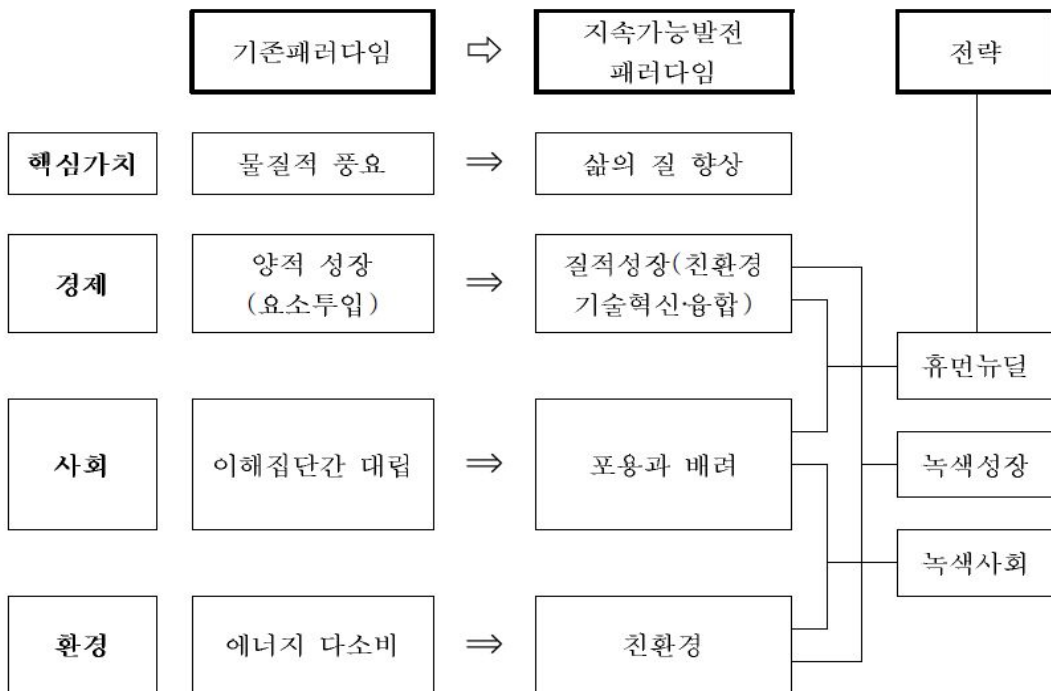 기존패러다임 ⇨ 지속가능발전
패러다임
전략
핵심가치 물질적 풍요 ⇒ 삶의 질 향상
경제 양적 성장
(요소투입) ⇒ 질적성장(친환경
기술혁신·융합)
휴먼뉴딜
사회 이해집단간 대립 ⇒ 포용과 배려
녹색성장
녹색사회
환경 에너지 다소비 ⇒ 친환경